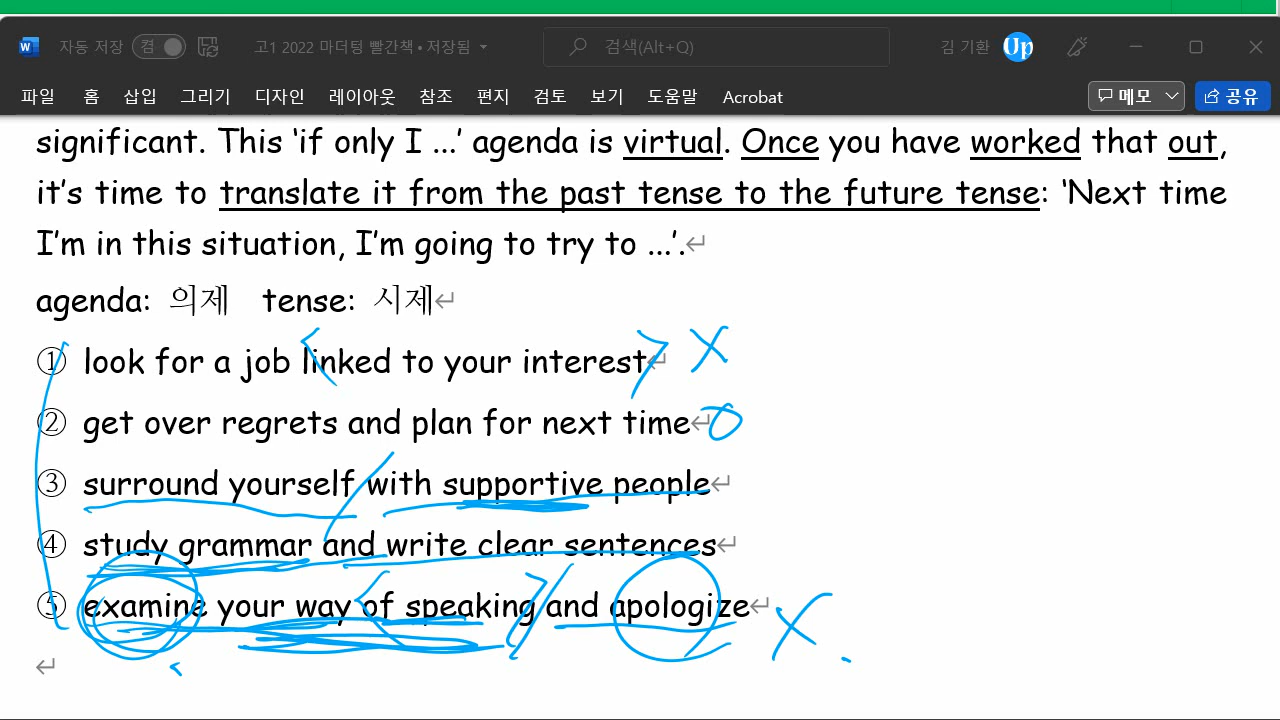 자동 저장 켬 고1 2022 마더텅 빨간책 • 저장됨 검색(Alt+Q) 김 기환 Up
파일 홈 삽입 그리기 디자인 레이아웃 참조 편지 검토 보기 도움말 Acrobat 메모 공유
significant. This ‘if only I ...’ agenda is virtual. Once you have worked that out,
it’s time to translate it from the past tense to the future tense: ‘Next time
I’m in this situation, I’m going to try to ...’.
agenda: 의제 tense: 시제
① look for a job linked to your interest X
② get over regrets and plan for next time O
③ surround yourself with supportive people
④ study grammar and write clear sentences
⑤ examine your way of speaking and apologize X